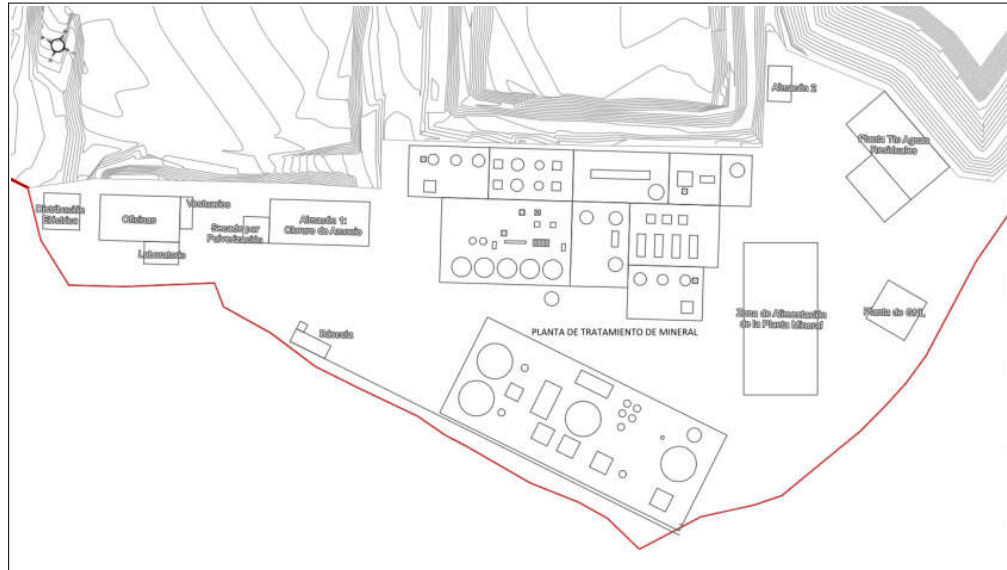 Almacén 2
Planta Tto Aguas
Residuales
Distribución
Eléctrica
Oficinas
Vestuarios
Laboratorio
Secado por
Pulverización
Almacén 1:
Cloruro de Amonio
Báscula
PLANTA DE TRATAMIENTO DE MINERAL
Zona de Alimentación
de la Planta Mineral
Planta de GNL